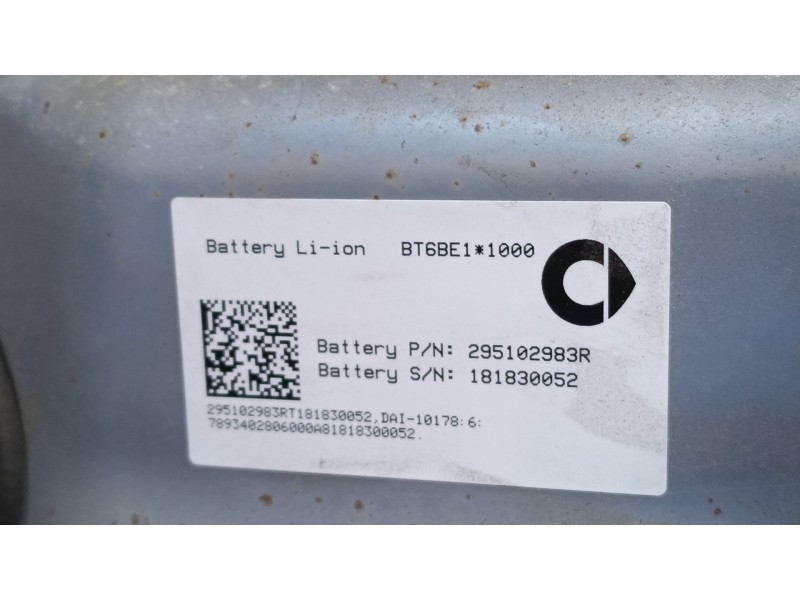 Battery Li-ion BT6BE1*1000
Battery P/N: 295102983R
Battery S/N: 181830052
295102983RT181830052,DAI-10178:6:
7893402806000A81818300052.